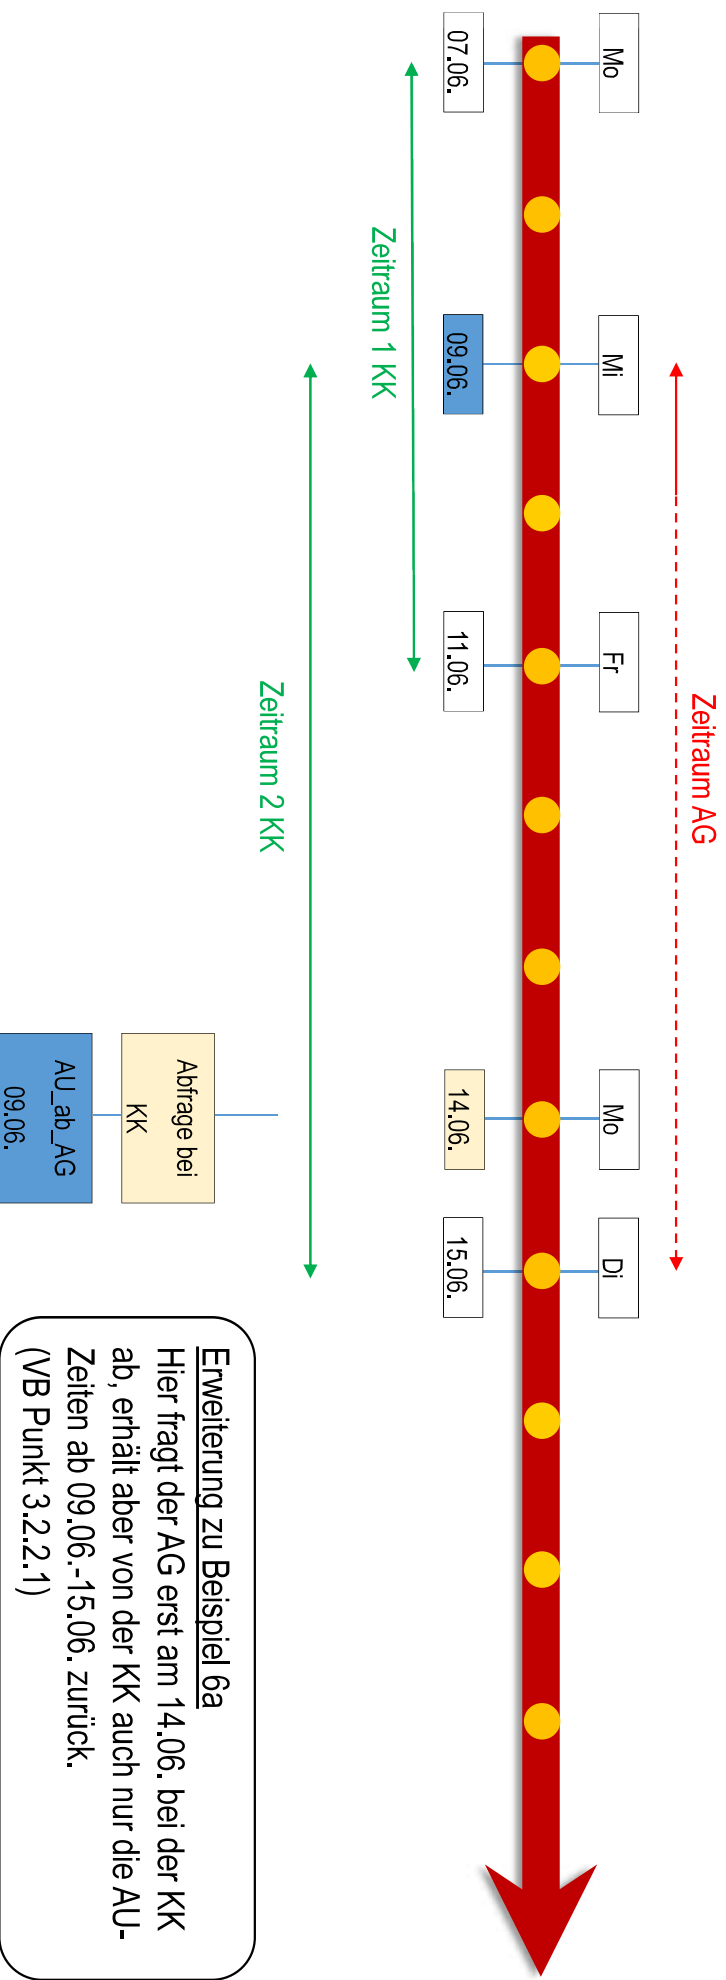 Zeitraum AG
Mo
Mi
Fr
Mo
Di
07.06.
09.06.
11.06.
14.06.
15.06.
Zeitraum 1 KK
Zeitraum 2 KK
Abfrage bei
KK
AU_ab_AG
09.06.
Erweiterung zu Beispiel 6a
Hier fragt der AG erst am 14.06. bei der KK
ab, erhält aber von der KK auch nur die AU-
Zeiten ab 09.06.-15.06. zurück.
(VB Punkt 3.2.2.1)